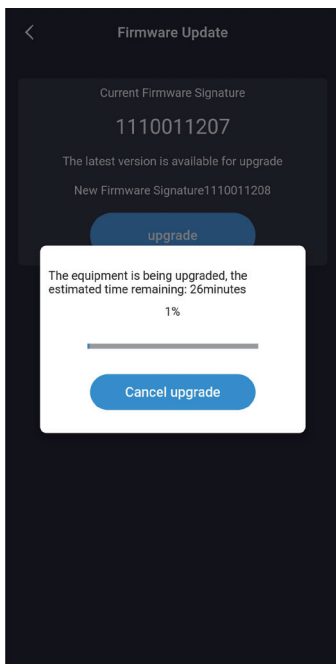 Firmware Update
Current Firmware Signature
1110011207
The latest version is available for upgrade
New Firmware Signature1110011208
upgrade
The equipment is being upgraded, the
estimated time remaining: 26minutes
1%
Cancel upgrade